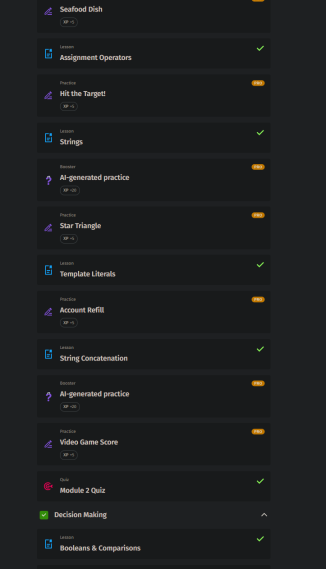 Seafood Dish
XP +5
Lesson
Assignment Operators
Practice
PRO
Hit the Target!
XP +5
Lesson
Strings
Booster
PRO
AI-generated practice
XP +20
Practice
PRO
Star Triangle
XP +5
Lesson
Template Literals
Practice
PRO
Account Refill
XP +5
Lesson
String Concatenation
Booster
PRO
AI-generated practice
XP +20
Practice
PRO
Video Game Score
XP +5
Quiz
Module 2 Quiz
Decision Making
Lesson
Booleans & Comparisons